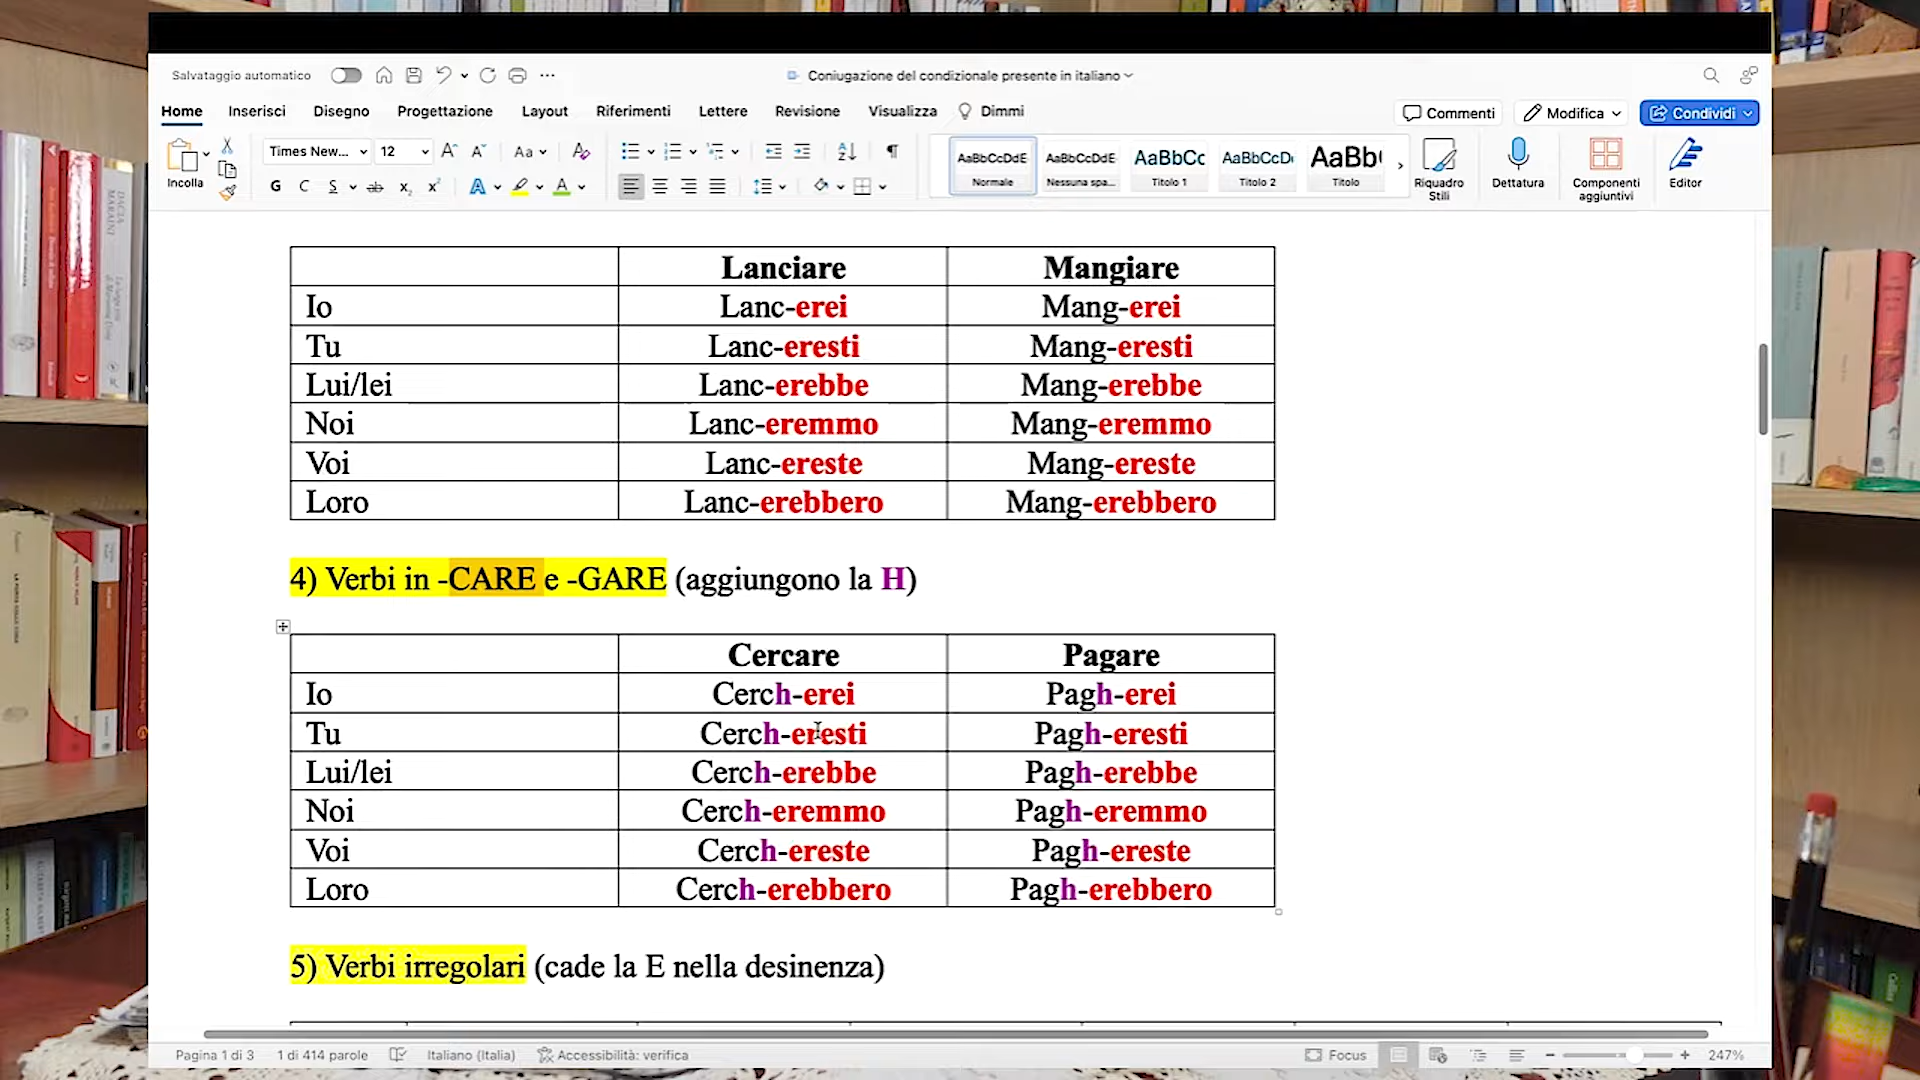 Salvataggio automatico
Coniugazione del condizionale presente in italiano
Home Inserisci Disegno Progettazione Layout Riferimenti Lettere Revisione Visualizza Dimmi
Commenti Modifica Condividi
Incolla
Times New... 12
Aa
G C S ab x₂ x²
AaBbCcDdE Normale
AaBbCcDdE Nessuna spa...
AaBbCc Titolo 1
AaBbCcDc Titolo 2
AaBb( Titolo
Riquadro Stili
Dettatura
Componenti aggiuntivi
Editor
Lanciare Mangiare
Io Lanc-erei Mang-erei
Tu Lanc-eresti Mang-eresti
Lui/lei Lanc-erebbe Mang-erebbe
Noi Lanc-eremmo Mang-eremmo
Voi Lanc-ereste Mang-ereste
Loro Lanc-erebbero Mang-erebbero
4) Verbi in -CARE e -GARE (aggiungono la H)
Cercare Pagare
Io Cerch-erei Pagh-erei
Tu Cerch-eresti Pagh-eresti
Lui/lei Cerch-erebbe Pagh-erebbe
Noi Cerch-eremmo Pagh-eremmo
Voi Cerch-ereste Pagh-ereste
Loro Cerch-erebbero Pagh-erebbero
5) Verbi irregolari (cade la E nella desinenza)
Pagina 1 di 3 1 di 414 parole Italiano (Italia) Accessibilità: verifica Focus 247%
DACIA MARAINI